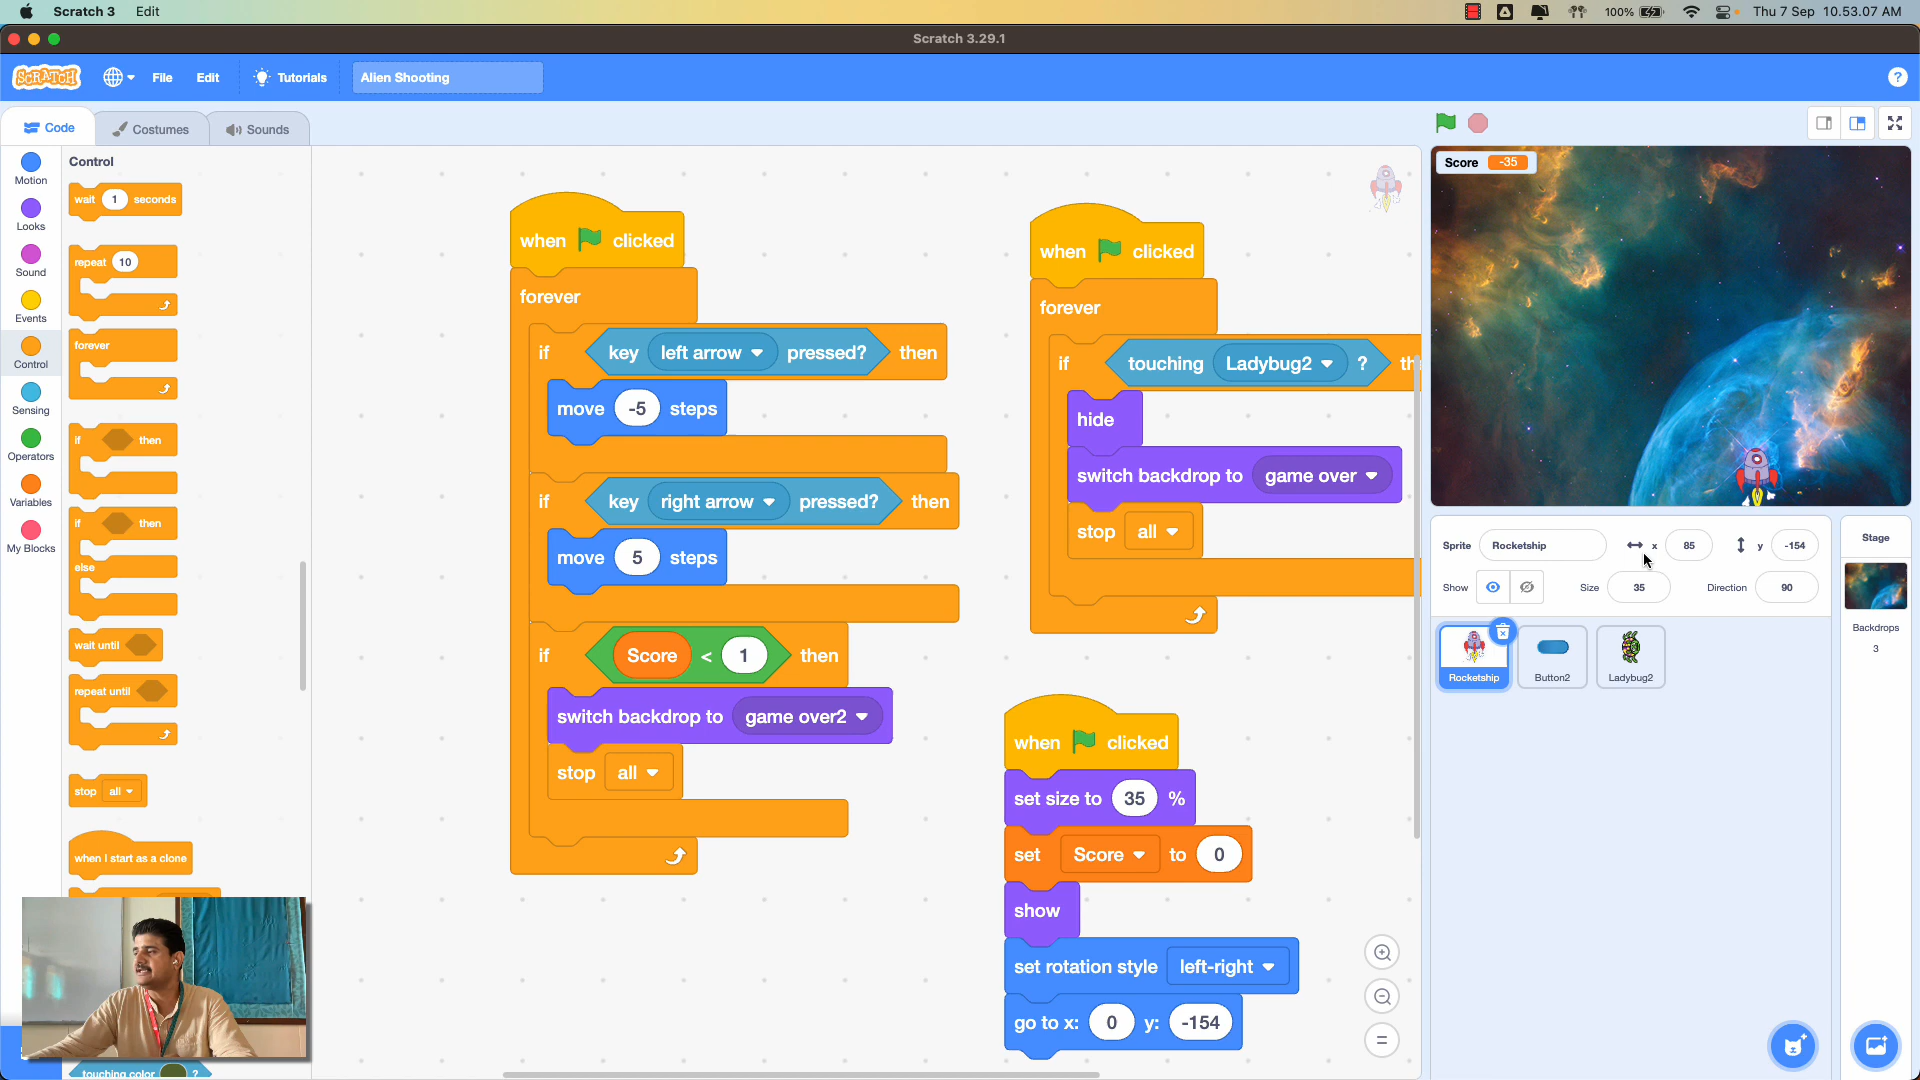 Scratch 3 Edit
100% Thu 7 Sep 10.53.07 AM
Scratch 3.29.1
SCRATCH File Edit Tutorials Alien Shooting ?
Code Costumes Sounds
Motion
Looks
Sound
Events
Control
Sensing
Operators
Variables
My Blocks
Control
wait 1 seconds
repeat 10
forever
if then
if then
else
wait until
repeat until
stop all
when I start as a clone
touching color ?
when clicked
forever
if key left arrow pressed? then
move -5 steps
if key right arrow pressed? then
move 5 steps
if Score < 1 then
switch backdrop to game over2
stop all
when clicked
forever
if touching Ladybug2 ? th
hide
switch backdrop to game over
stop all
when clicked
set size to 35 %
set Score to 0
show
set rotation style left-right
go to x: 0 y: -154
Score -35
Sprite Rocketship x 85 y -154
Show Size 35 Direction 90
Rocketship Button2 Ladybug2
Stage
Backdrops
3